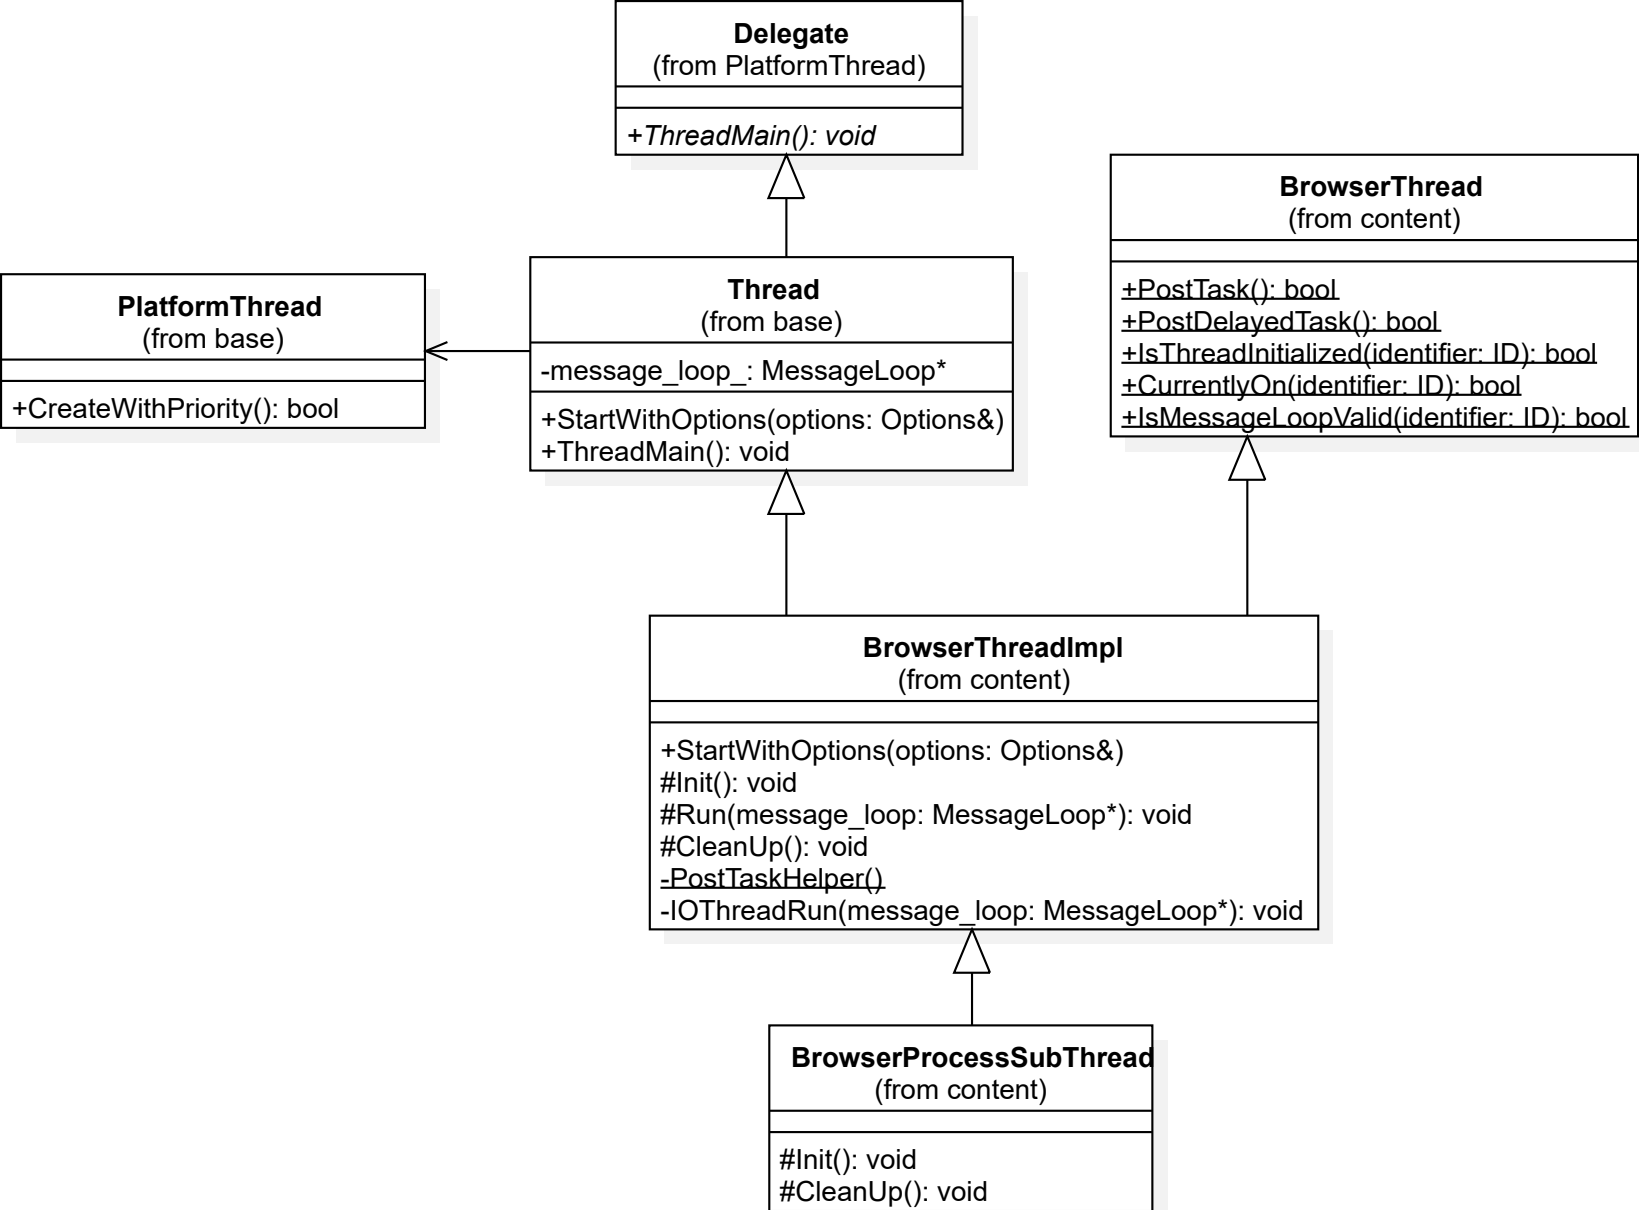 Delegate
(from PlatformThread)
+ThreadMain(): void
BrowserThread
(from content)
+PostTask(): bool
+PostDelayedTask(): bool
+IsThreadInitialized(identifier: ID): bool
+CurrentlyOn(identifier: ID): bool
+IsMessageLoopValid(identifier: ID): bool
PlatformThread
(from base)
+CreateWithPriority(): bool
Thread
(from base)
-message_loop_: MessageLoop*
+StartWithOptions(options: Options&)
+ThreadMain(): void
BrowserThreadImpl
(from content)
+StartWithOptions(options: Options&)
#Init(): void
#Run(message_loop: MessageLoop*): void
#CleanUp(): void
-PostTaskHelper()
-IOThreadRun(message_loop: MessageLoop*): void
BrowserProcessSubThread
(from content)
#Init(): void
#CleanUp(): void